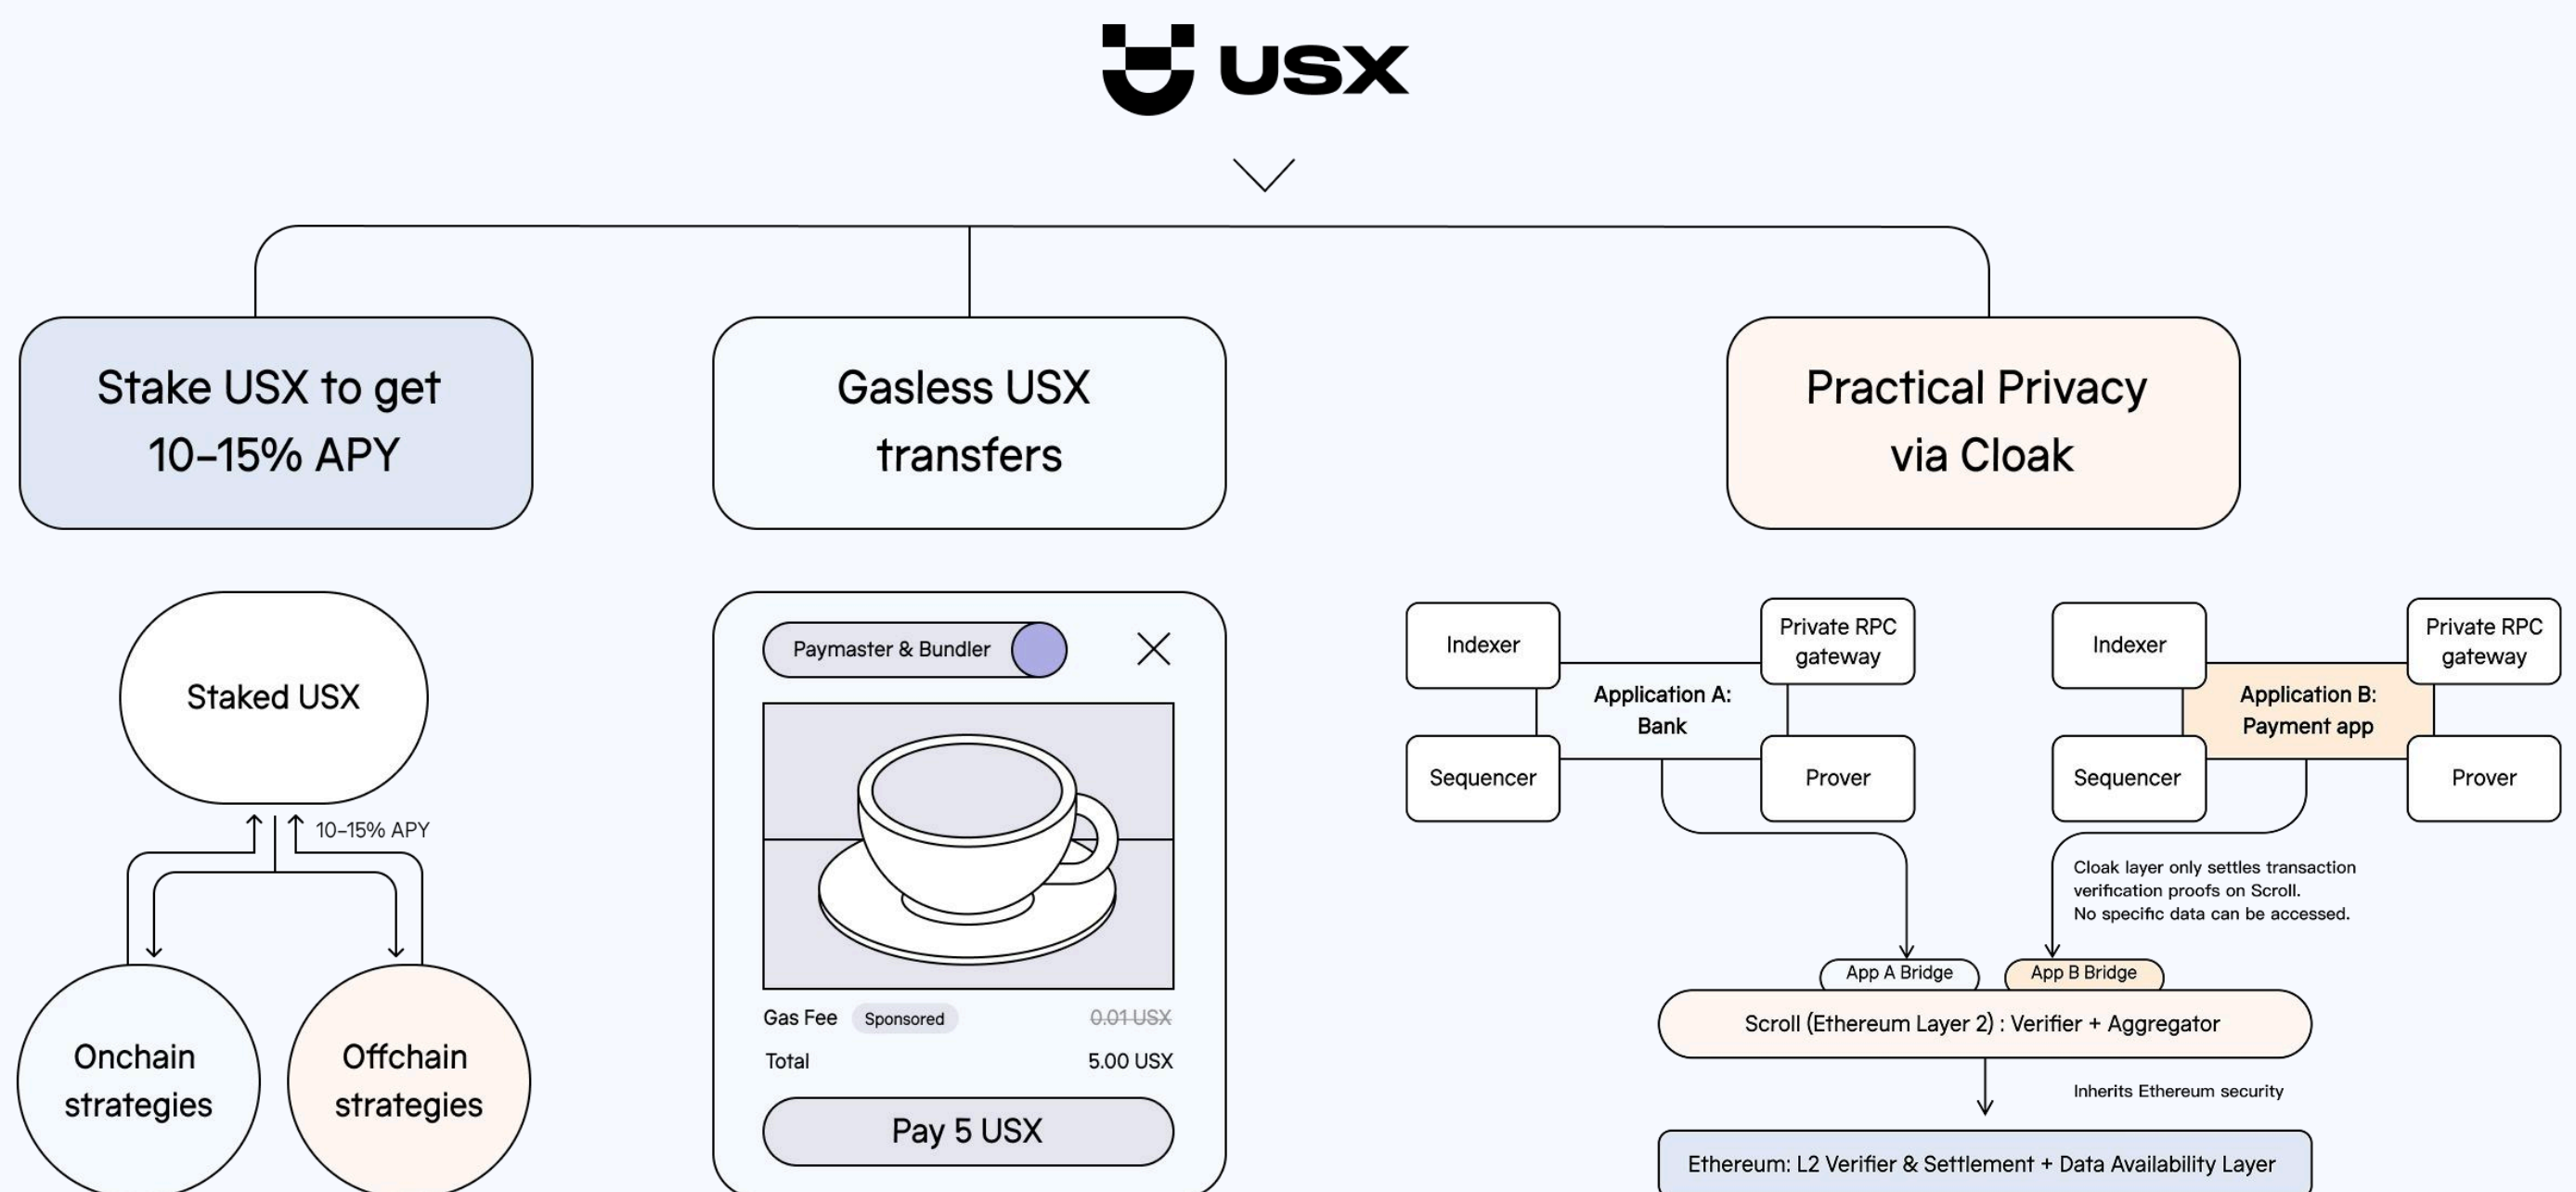 USX
Stake USX to get
10–15% APY
Gasless USX
transfers
Practical Privacy
via Cloak
Staked USX
10–15% APY
Onchain
strategies
Offchain
strategies
Paymaster & Bundler
Gas Fee Sponsored 0.01 USX
Total 5.00 USX
Pay 5 USX
Indexer
Private RPC
gateway
Application A:
Bank
Sequencer
Prover
Indexer
Private RPC
gateway
Application B:
Payment app
Sequencer
Prover
Cloak layer only settles transaction
verification proofs on Scroll.
No specific data can be accessed.
App A Bridge
App B Bridge
Scroll (Ethereum Layer 2) : Verifier + Aggregator
Inherits Ethereum security
Ethereum: L2 Verifier & Settlement + Data Availability Layer